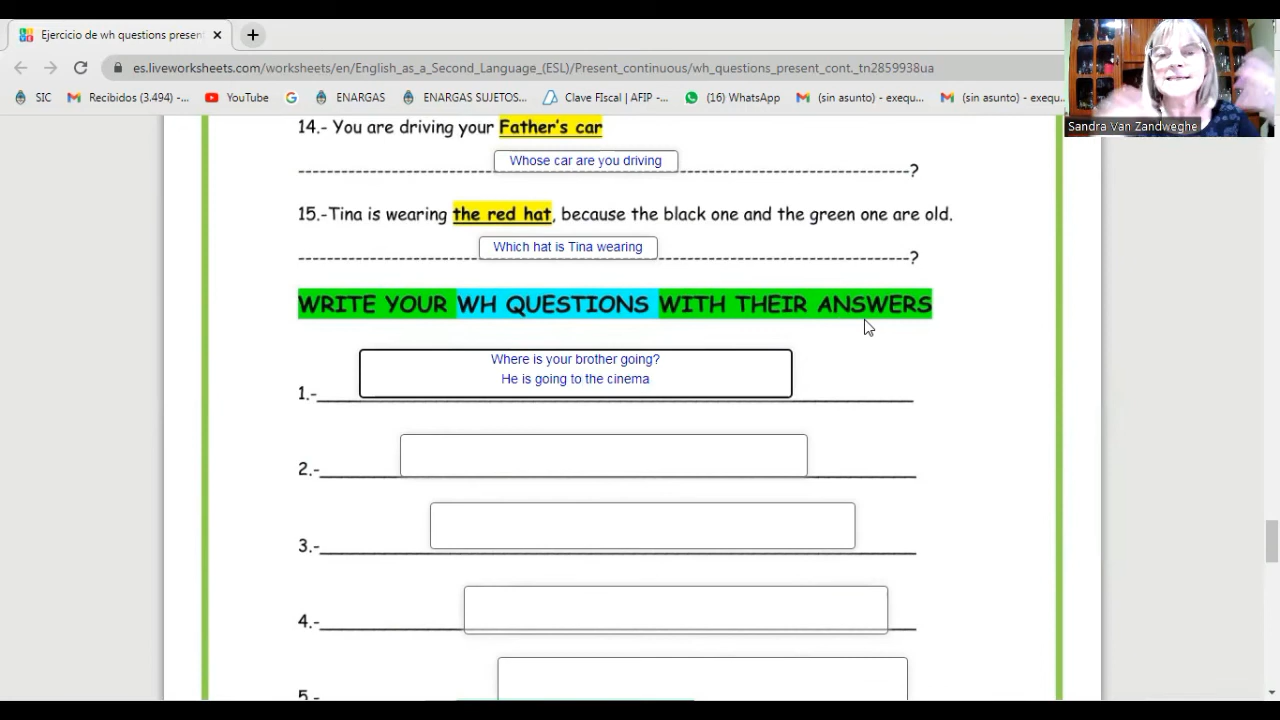 Ejercicio de wh questions presen
es.liveworksheets.com/worksheets/en/English_as_a_Second_Language_(ESL)/Present_continuous/wh_questions_present_cont._tn2859938ua
SIC Recibidos (3.494) -... YouTube ENARGAS ENARGAS SUJETOS... Clave FIscal | AFIP -... (16) WhatsApp (sin asunto) - exequ... (sin asunto) - exequ...
Sandra Van Zandweghe
14.- You are driving your Father's car
Whose car are you driving
?
15.-Tina is wearing the red hat, because the black one and the green one are old.
Which hat is Tina wearing
?
WRITE YOUR WH QUESTIONS WITH THEIR ANSWERS
Where is your brother going?
He is going to the cinema
1.-
2.-
3.-
4.-
5.-